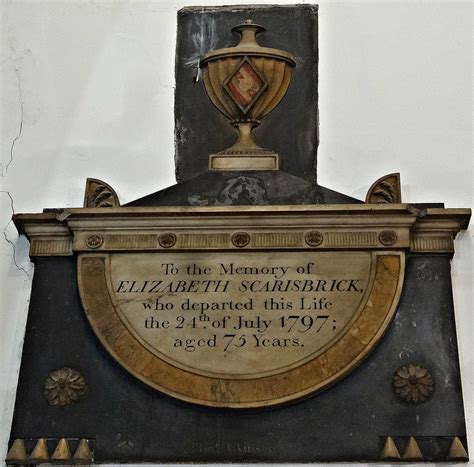 To the Memory of
ELIZABETH SCARISBRICK,
who departed this Life
the 24th. of July 1797;
aged 75 Years.